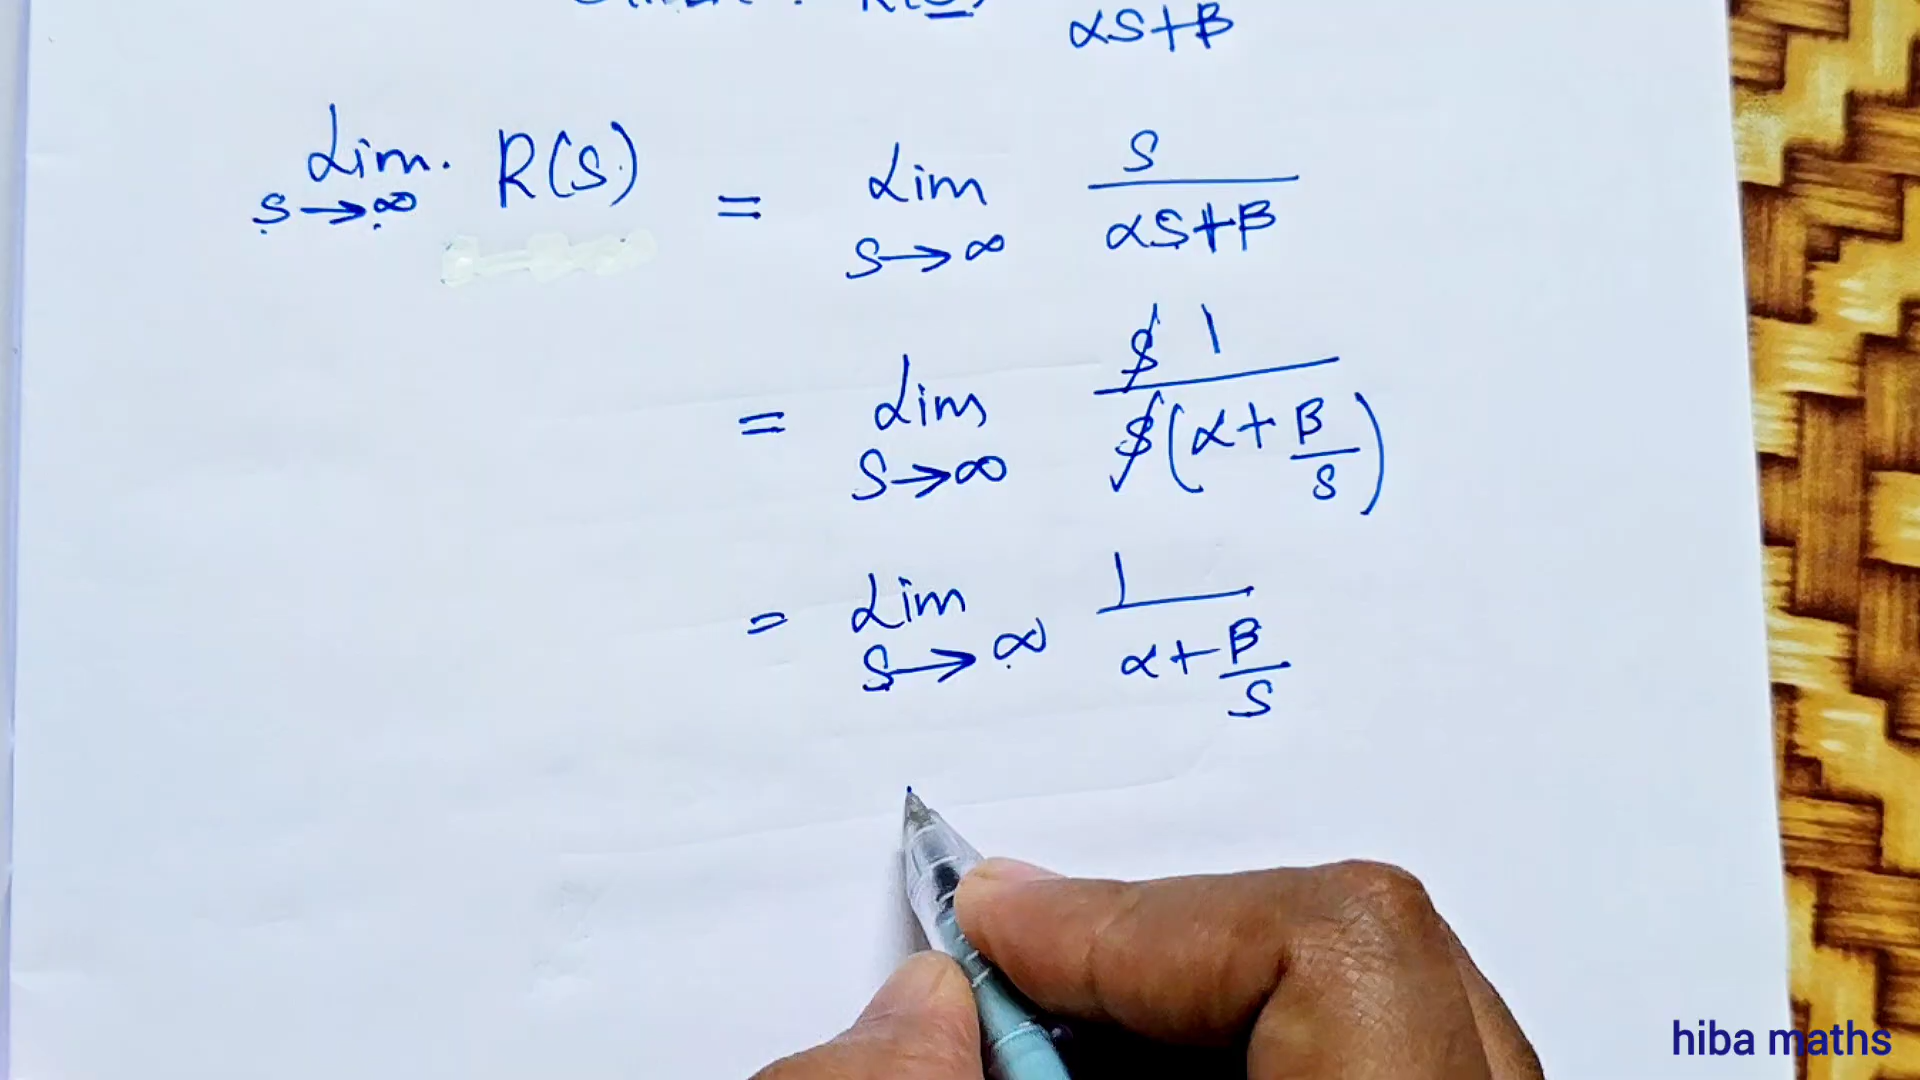 αS+β
Lim. R(S) = Lim S/(αS+β)
S→∞ S→∞
= Lim S 1/S(α+β/S)
S→∞
= Lim 1/(α+β/S)
S→∞
hiba maths